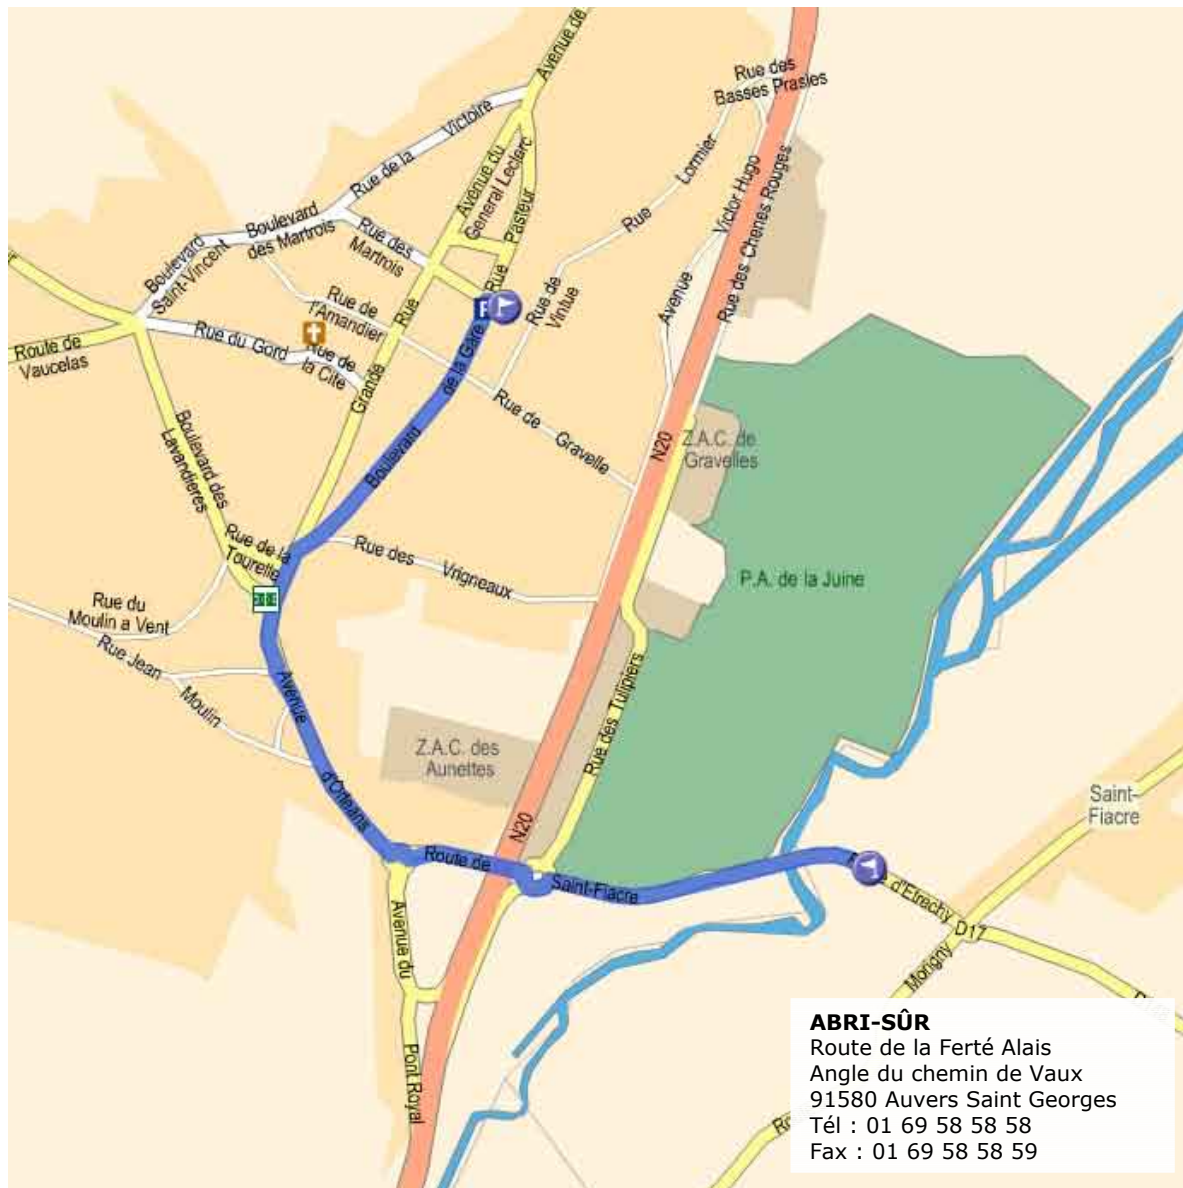 Avenue de
Rue des
Basses Prasles
Rue de la Victoire
Avenue du
General Leclerc
Lormier
Rue
Victor Hugo
Avenue
Rue des Chenes Rouges
Pasteur
Rue
Boulevard
des Martrois
Rue des
Martrois
Boulevard
Saint-Vincent
Rue de
Vintue
Rue de
l'Amandier
Rue
Grande
Route de
Vaucelas
Rue du Gord
Rue de
la Cite
de la Gare
Boulevard
Rue de Gravelle
N20
Z.A.C. de
Gravelles
Boulevard des
Lavandieres
Rue de la
Tourelle
Rue des Vrigneaux
P.A. de la Juine
Rue du
Moulin a Vent
Rue Jean
Moulin
Avenue
d'Orleans
Z.A.C. des
Aunettes
Rue des Tulipiers
Saint-
Fiacre
N20
Route de
Saint-Fiacre
d'Etrechy D17
Morigny
Avenue du
Pont Royal
ABRI-SÛR
Route de la Ferté Alais
Angle du chemin de Vaux
91580 Auvers Saint Georges
Tél : 01 69 58 58 58
Fax : 01 69 58 58 59